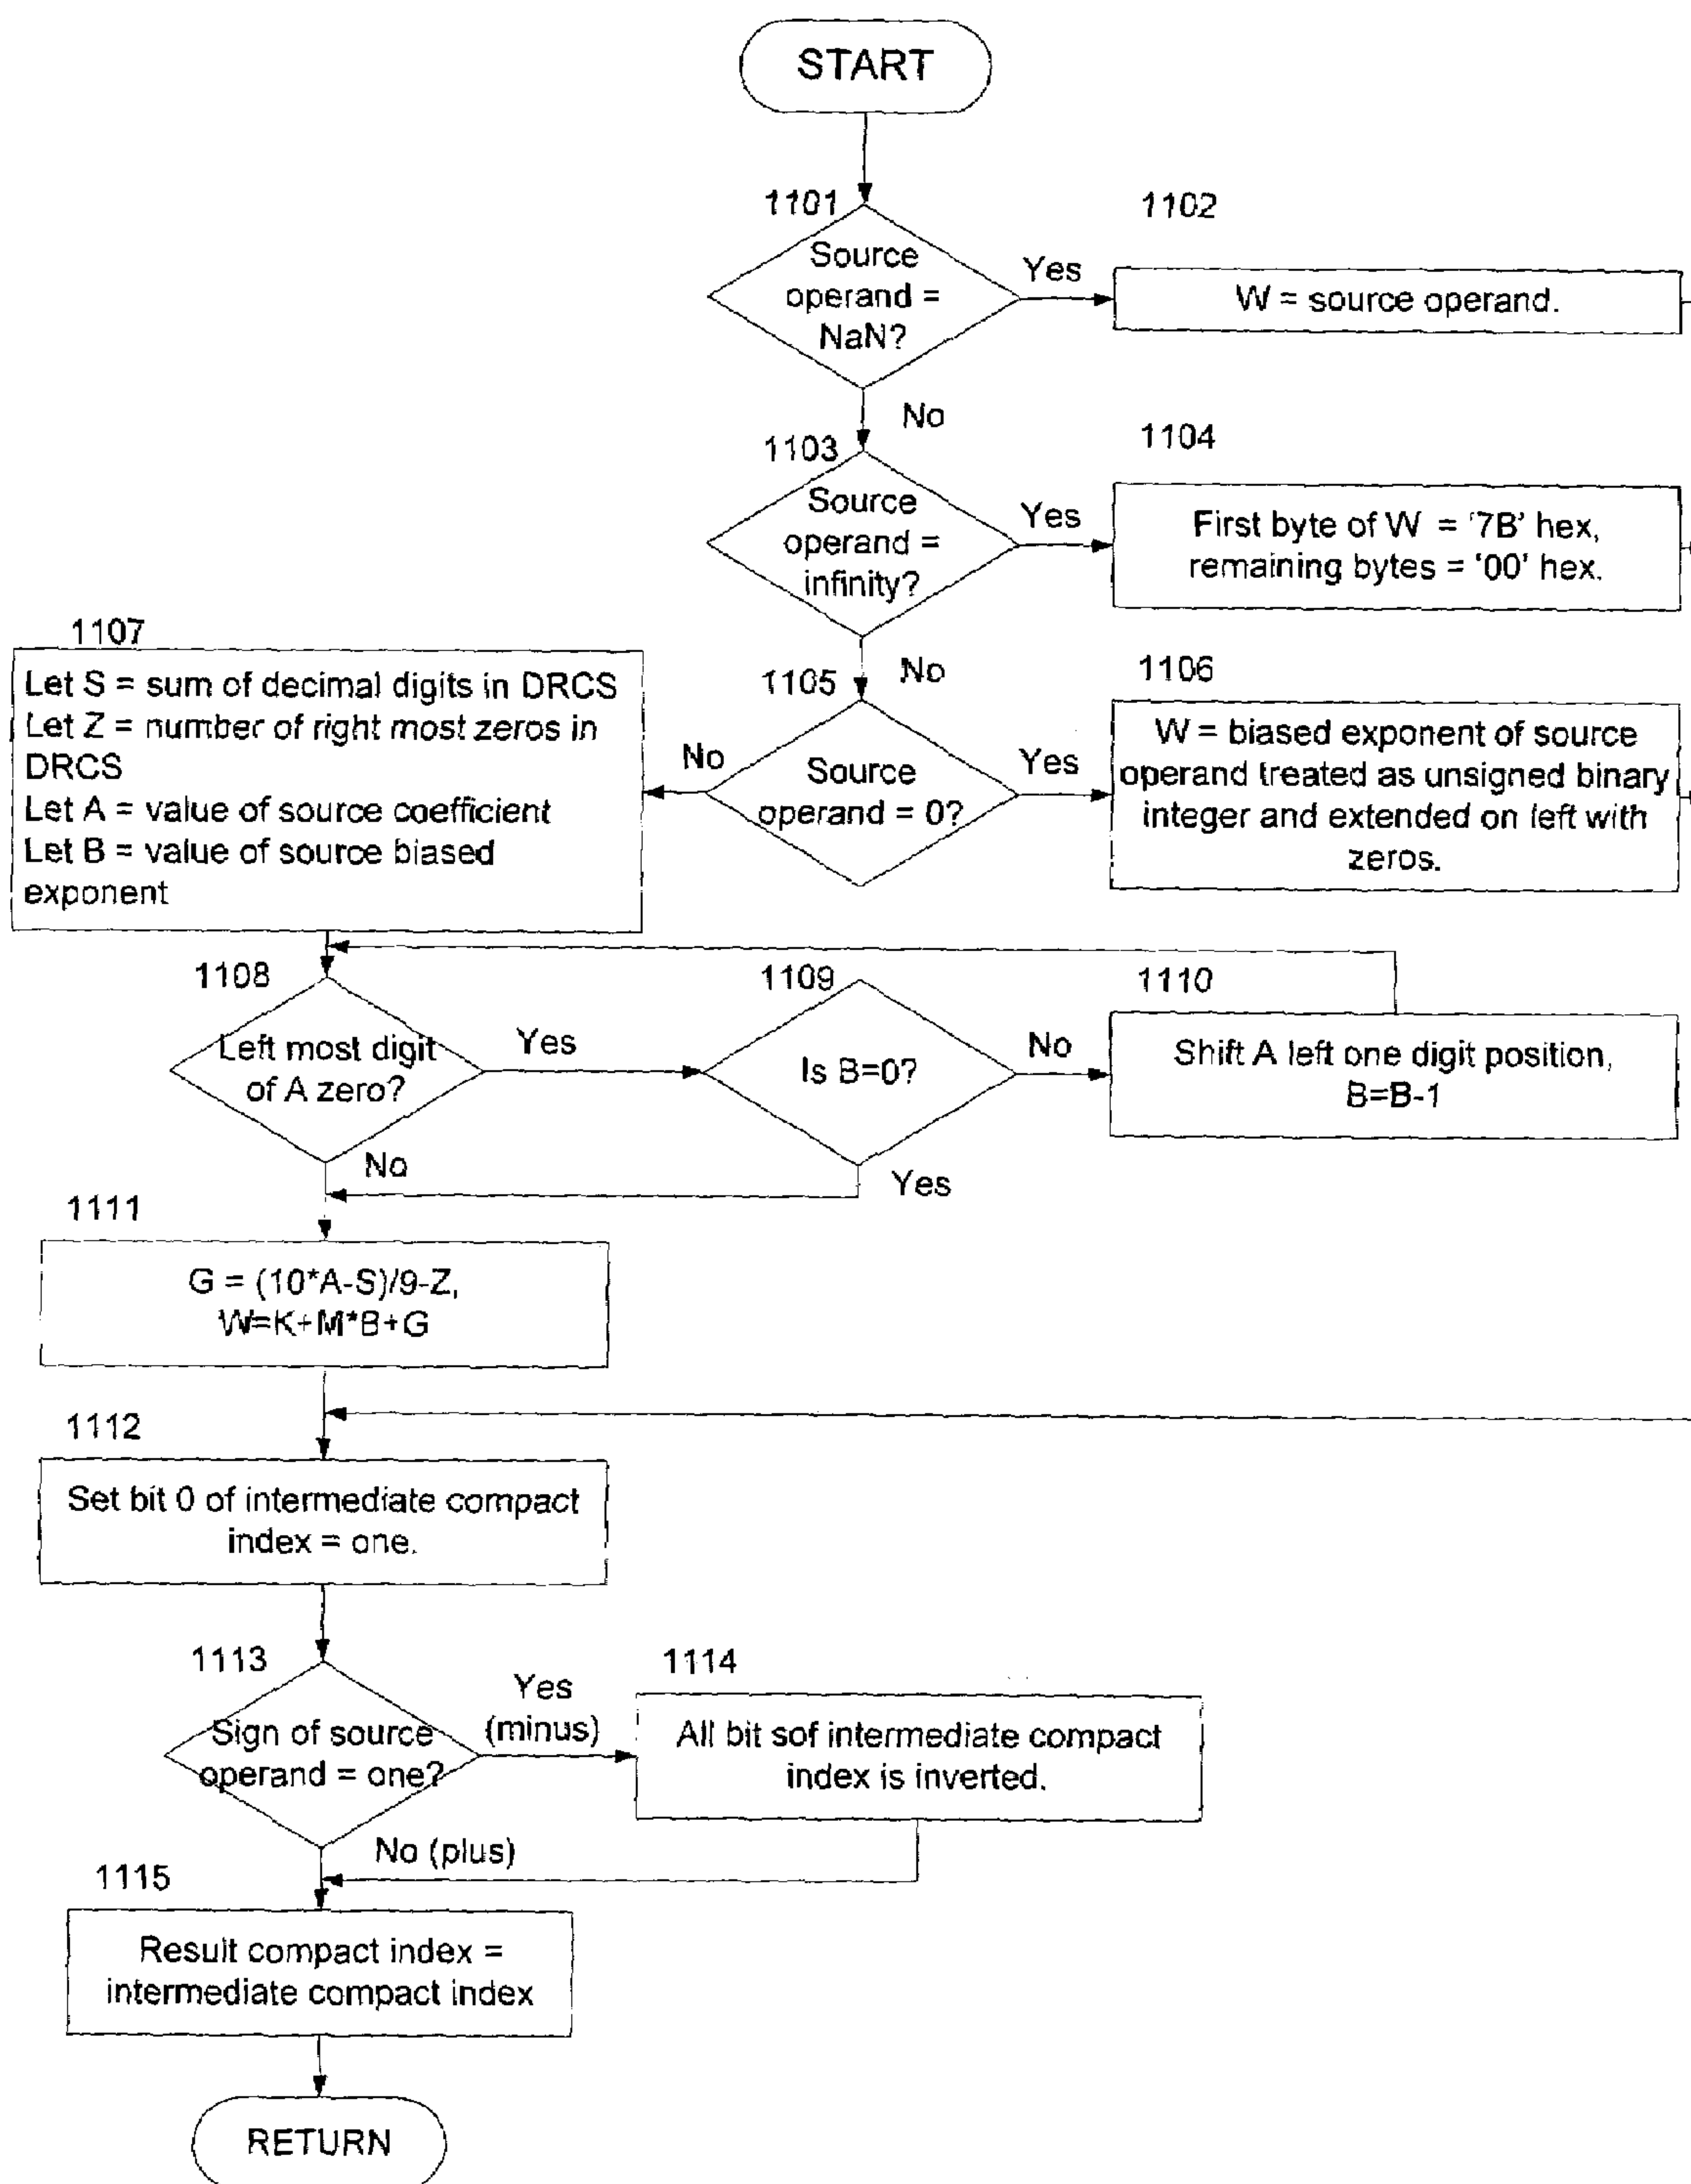 START
1101
Source
operand =
NaN?
Yes
1102
W = source operand.
No
1103
Source
operand =
infinity?
Yes
1104
First byte of W = '7B' hex,
remaining bytes = '00' hex.
No
1105
Source
operand = 0?
Yes
1106
W = biased exponent of source
operand treated as unsigned binary
integer and extended on left with
zeros.
No
1107
Let S = sum of decimal digits in DRCS
Let Z = number of right most zeros in
DRCS
Let A = value of source coefficient
Let B = value of source biased
exponent
1108
Left most digit
of A zero?
Yes
1109
Is B=0?
No
1110
Shift A left one digit position,
B=B-1
No
Yes
1111
G = (10*A-S)/9-Z,
W=K+M*B+G
1112
Set bit 0 of intermediate compact
index = one.
1113
Sign of source
operand = one?
Yes
(minus)
1114
All bit sof intermediate compact
index is inverted.
No (plus)
1115
Result compact index =
intermediate compact index
RETURN